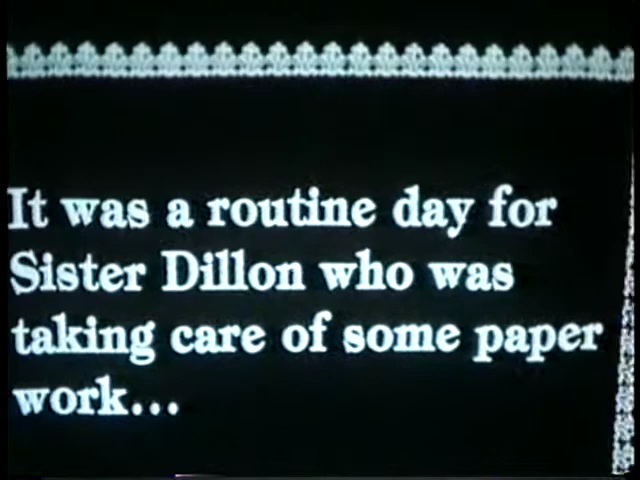 It was a routine day for
Sister Dillon who was
taking care of some paper
work...